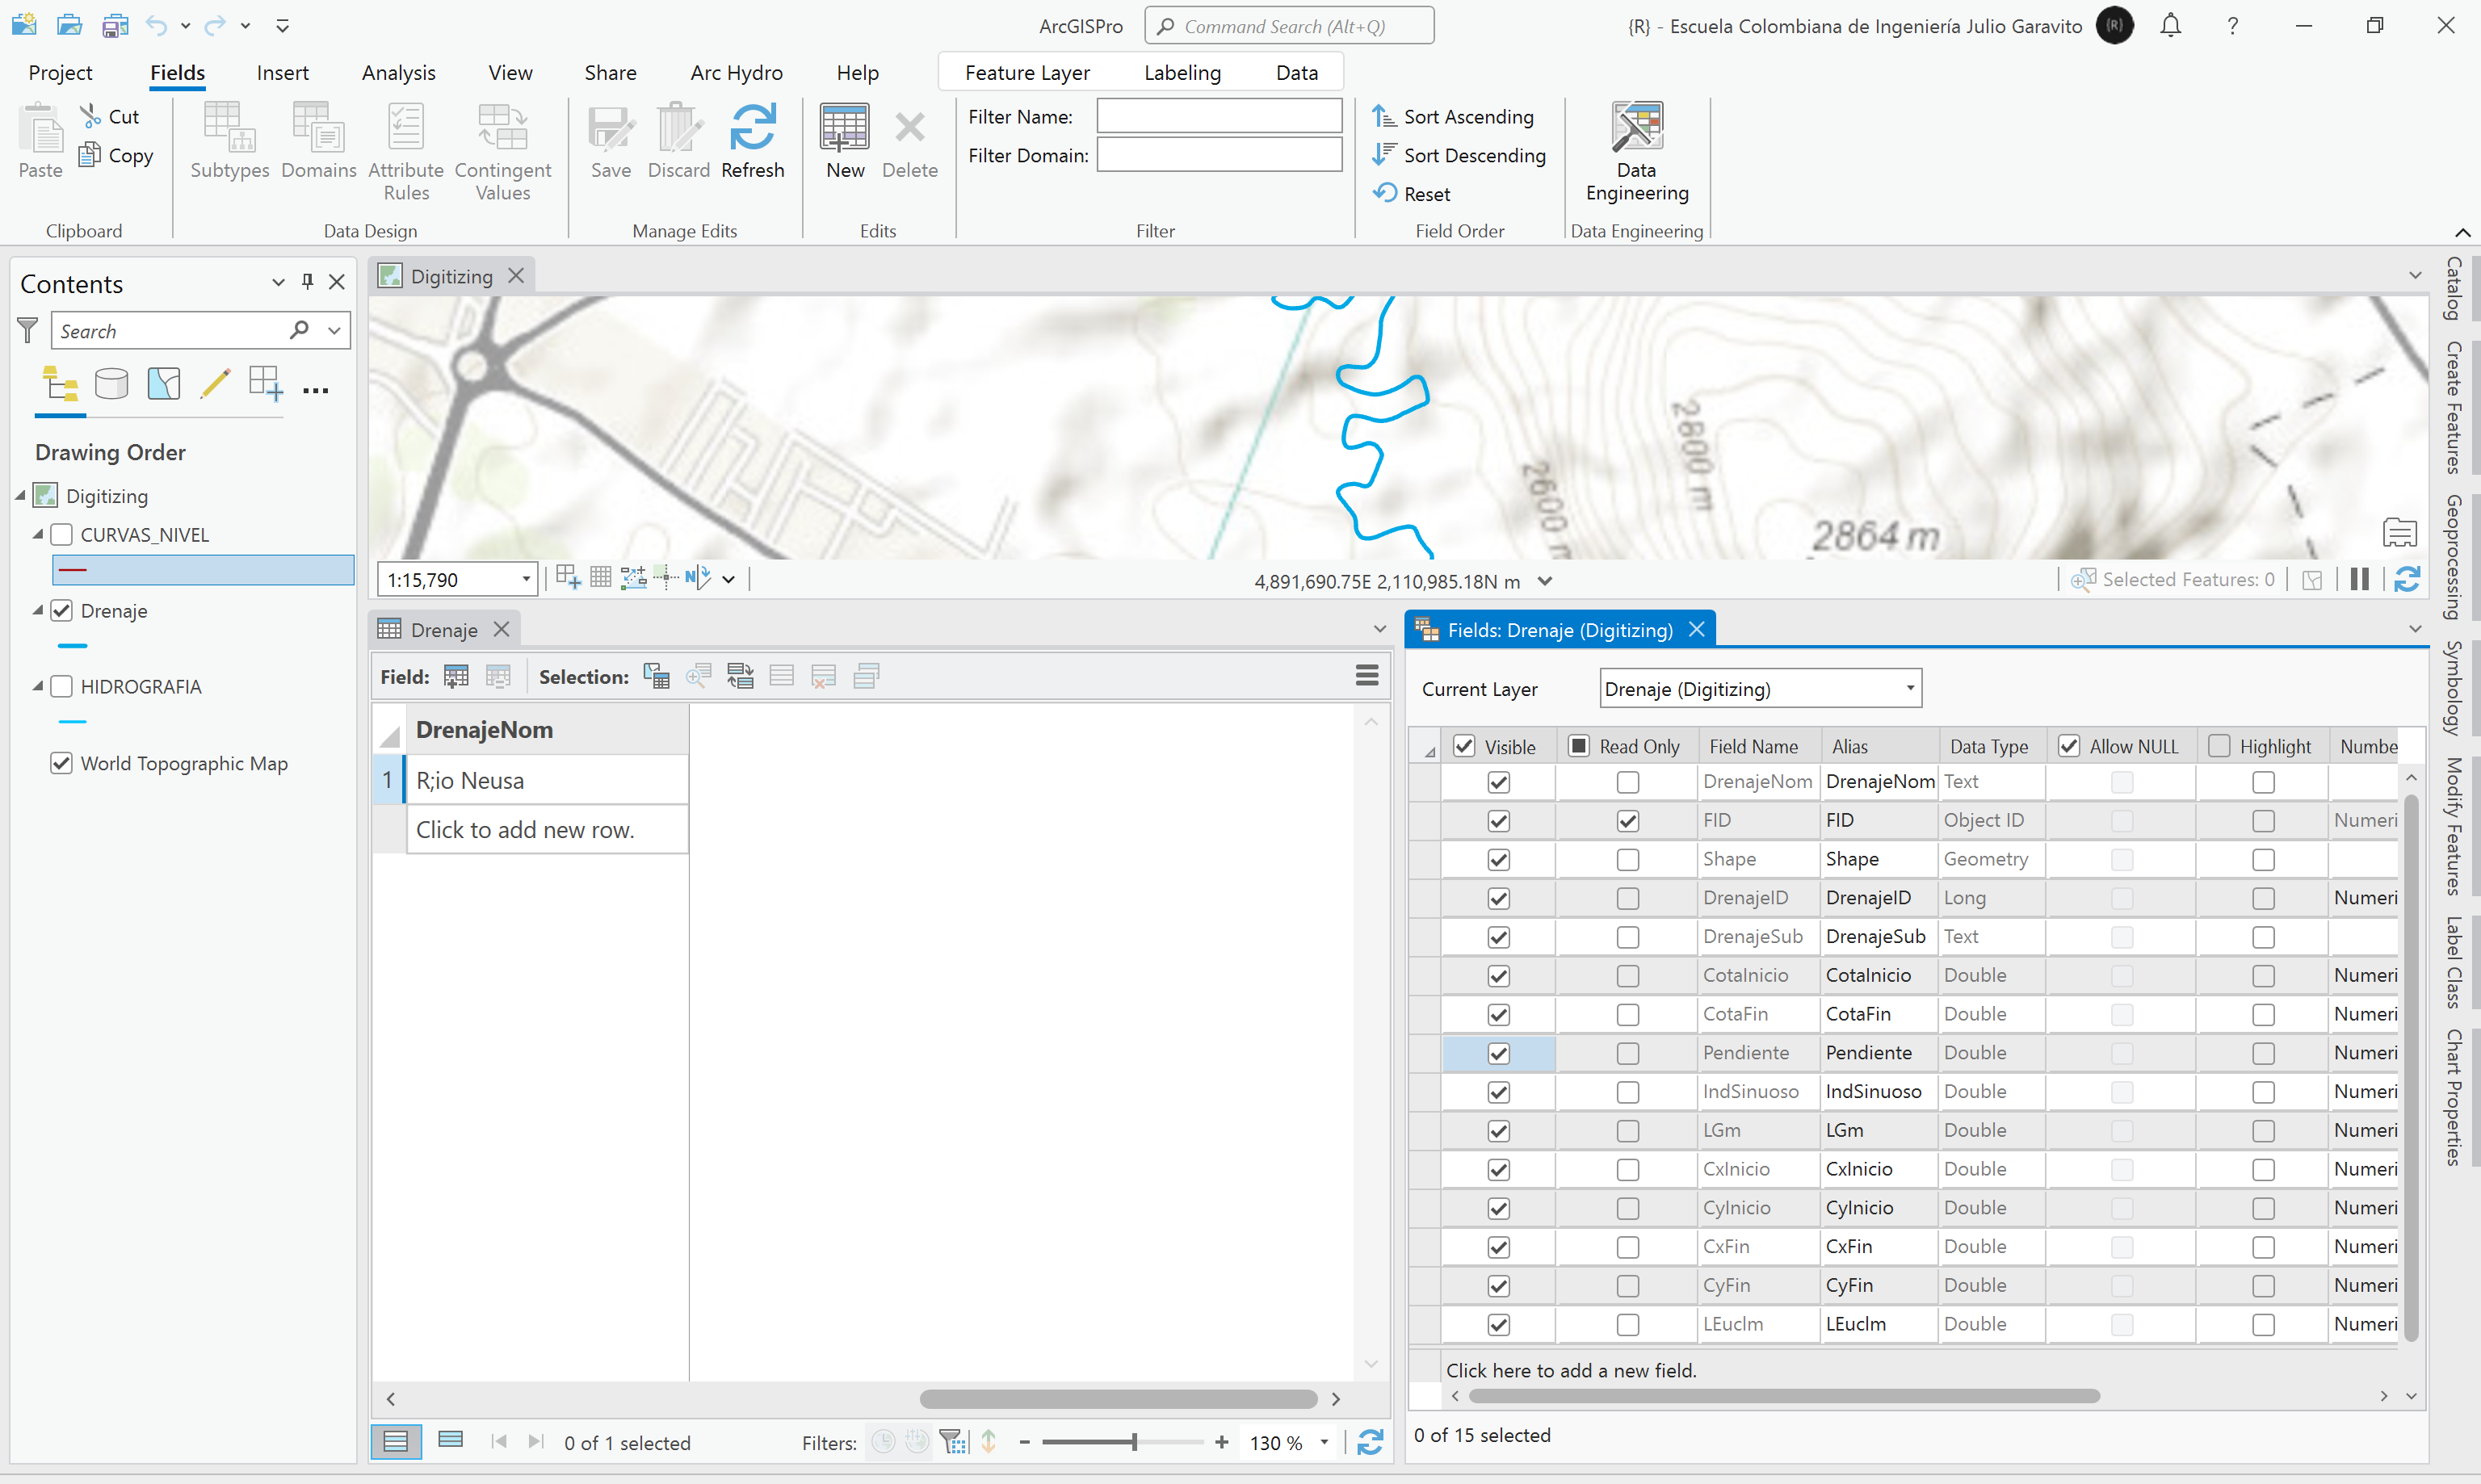 ArcGISPro
Command Search (Alt+Q)
{R} - Escuela Colombiana de Ingeniería Julio Garavito
{R}
?
Project
Fields
Insert
Analysis
View
Share
Arc Hydro
Help
Feature Layer
Labeling
Data
Paste
Cut
Copy
Clipboard
Subtypes
Domains
Attribute
Rules
Contingent
Values
Data Design
Save
Discard
Refresh
Manage Edits
New
Delete
Edits
Filter Name:
Filter Domain:
Filter
Sort Ascending
Sort Descending
Reset
Field Order
Data
Engineering
Data Engineering
Contents
Search
Drawing Order
Digitizing
CURVAS_NIVEL
Drenaje
HIDROGRAFIA
World Topographic Map
Digitizing
2800 m
2600 m
2864 m
1:15,790
N
4,891,690.75E 2,110,985.18N m
Selected Features: 0
Drenaje
Field:
Selection:
DrenajeNom
1 R;io Neusa
Click to add new row.
0 of 1 selected
Filters:
130 %
Fields: Drenaje (Digitizing)
Current Layer Drenaje (Digitizing)
Visible Read Only Field Name Alias Data Type Allow NULL Highlight Numbe
DrenajeNom DrenajeNom Text
FID FID Object ID Numeri
Shape Shape Geometry
DrenajeID DrenajeID Long Numeri
DrenajeSub DrenajeSub Text
CotaInicio CotaInicio Double Numeri
CotaFin CotaFin Double Numeri
Pendiente Pendiente Double Numeri
IndSinuoso IndSinuoso Double Numeri
LGm LGm Double Numeri
CxInicio CxInicio Double Numeri
CyInicio CyInicio Double Numeri
CxFin CxFin Double Numeri
CyFin CyFin Double Numeri
LEuclm LEuclm Double Numeri
Click here to add a new field.
0 of 15 selected
Catalog
Create Features
Geoprocessing
Symbology
Modify Features
Label Class
Chart Properties